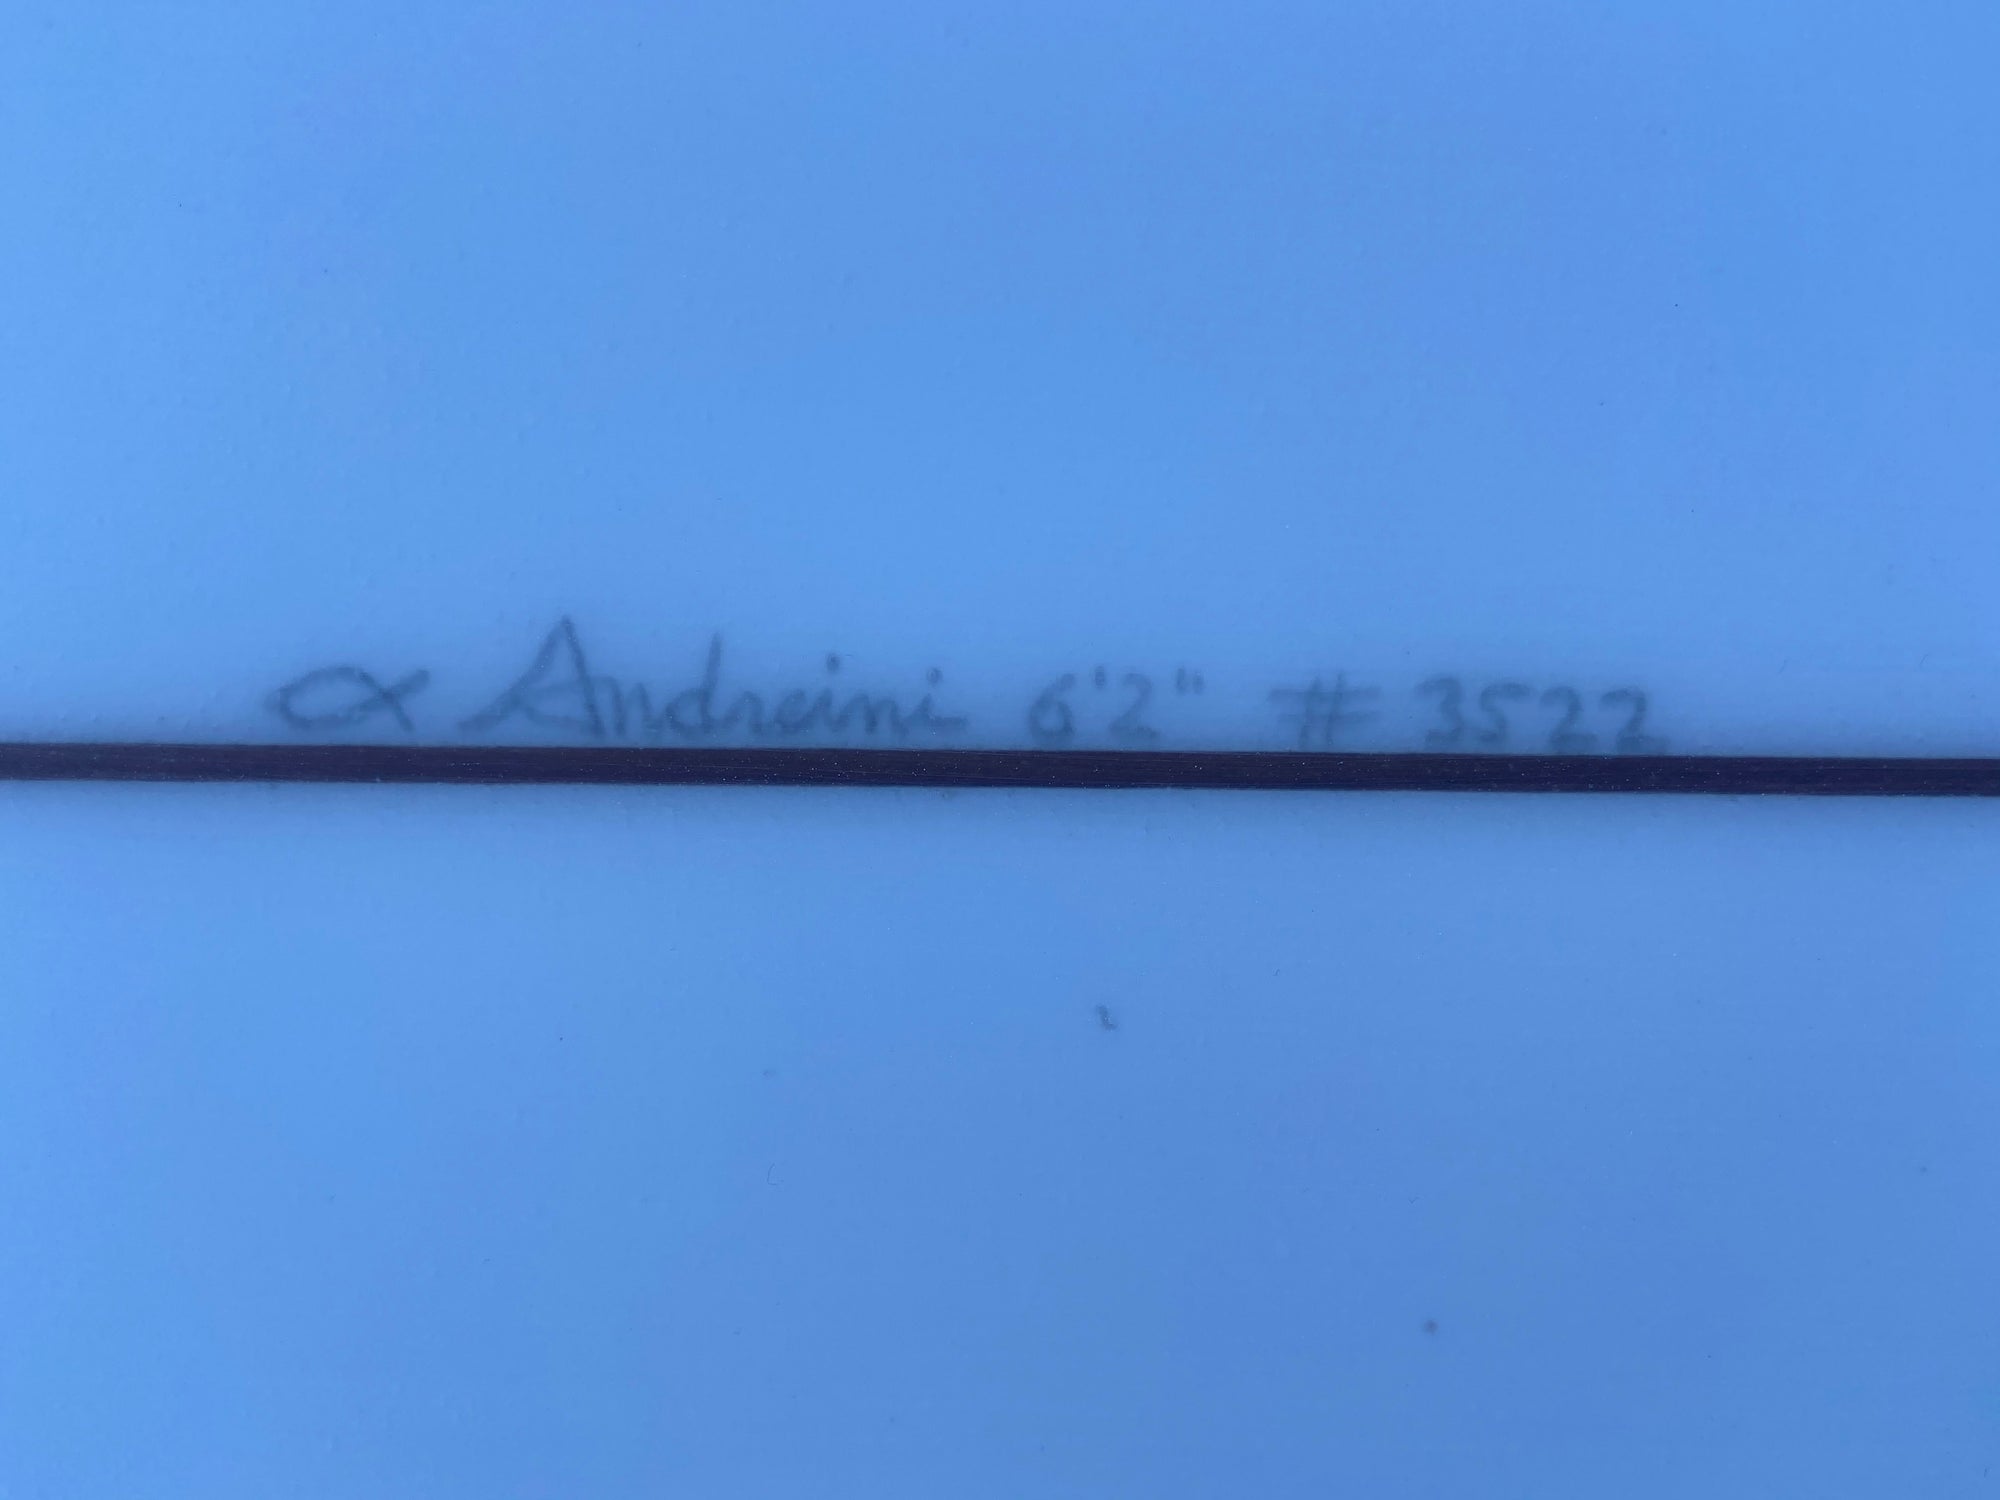 α Andreini 6'2" # 3522